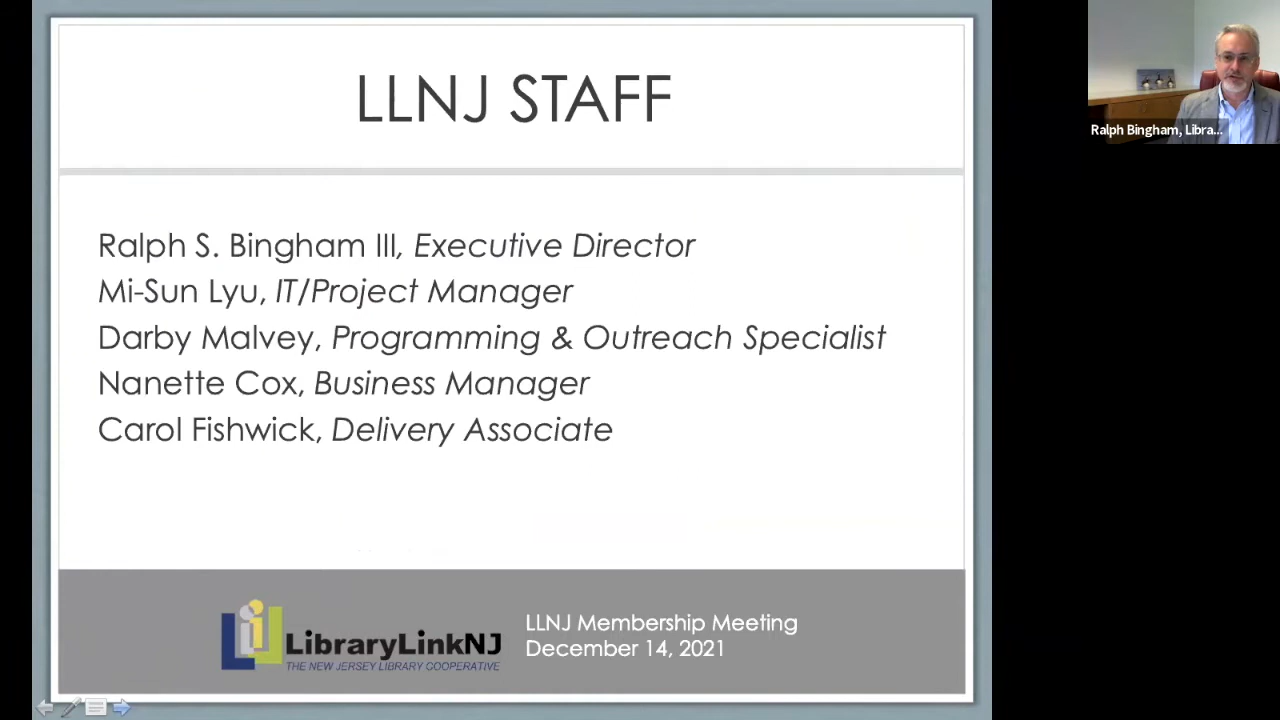 LLNJ STAFF
Ralph S. Bingham III, Executive Director
Mi-Sun Lyu, IT/Project Manager
Darby Malvey, Programming & Outreach Specialist
Nanette Cox, Business Manager
Carol Fishwick, Delivery Associate
LibraryLinkNJ
THE NEW JERSEY LIBRARY COOPERATIVE
LLNJ Membership Meeting
December 14, 2021
Ralph Bingham, Libra...